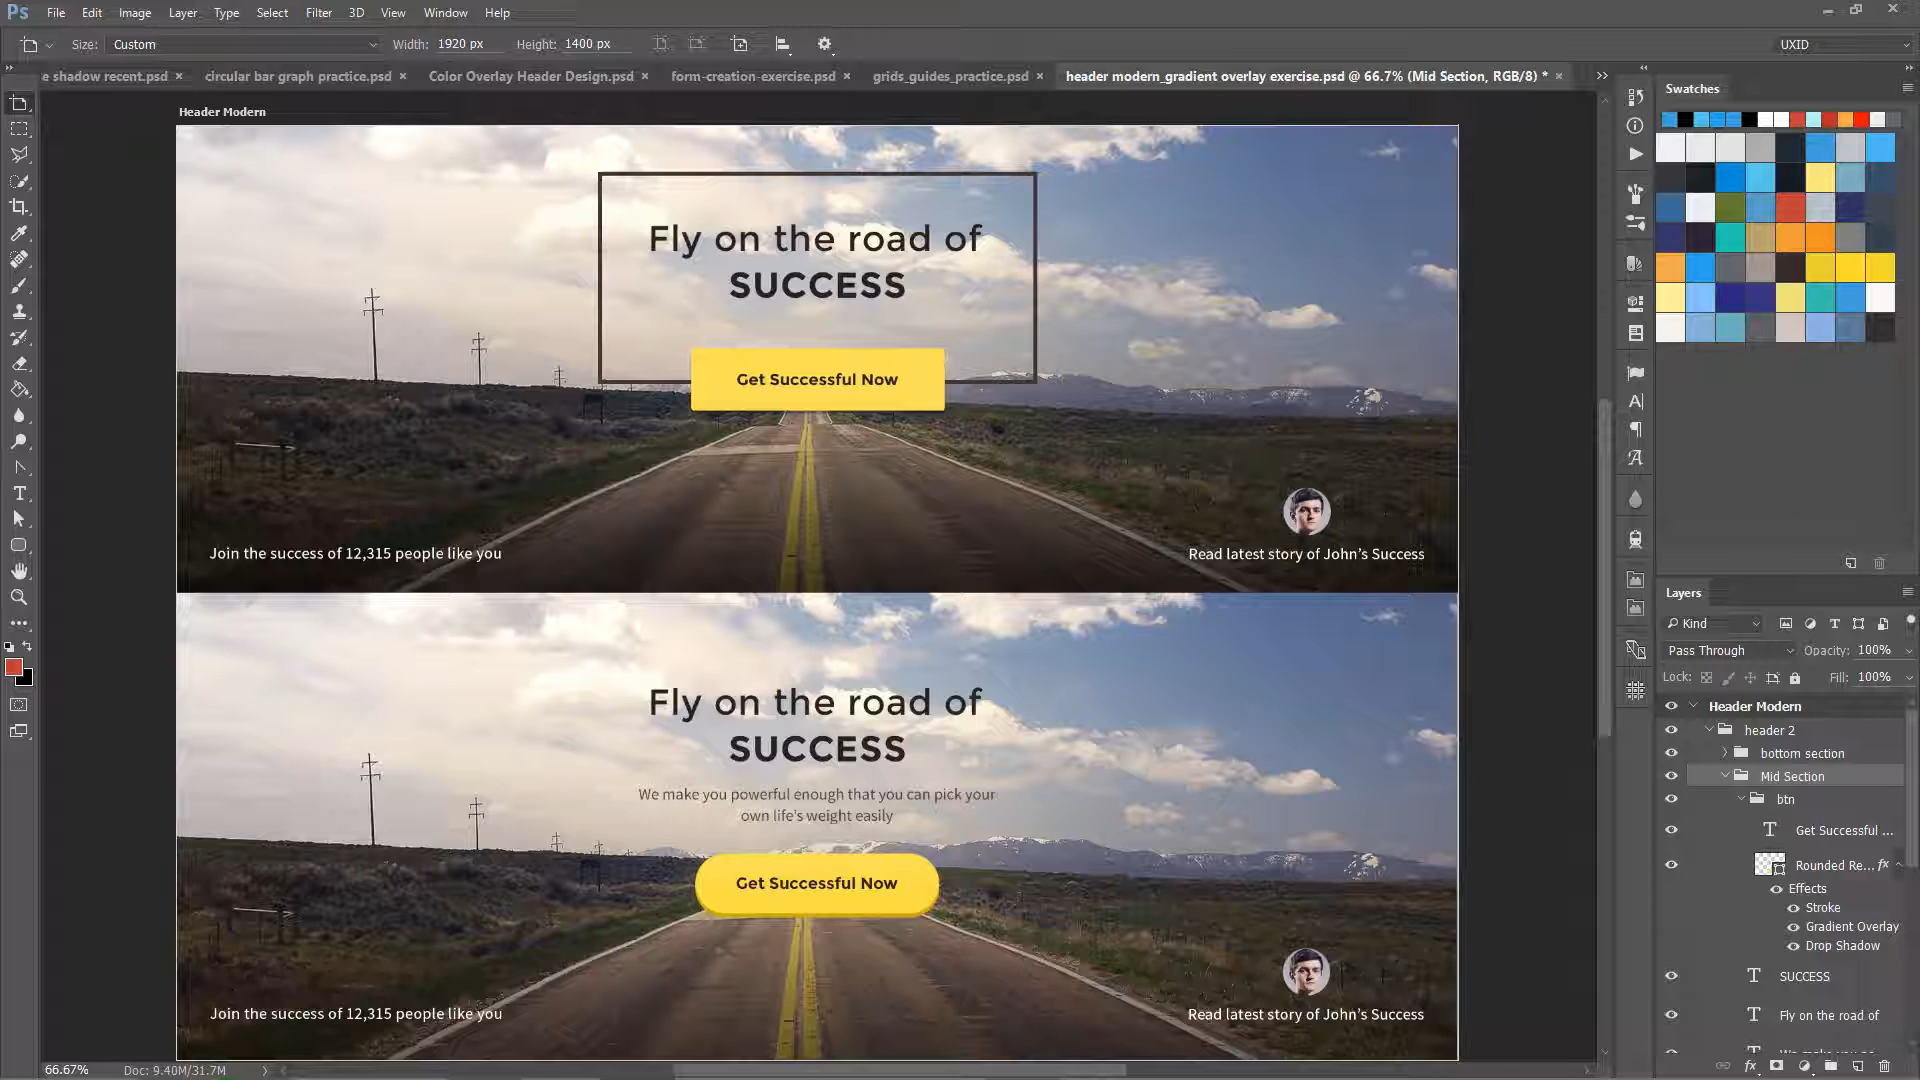 Ps File Edit Image Layer Type Select Filter 3D View Window Help
Size: Custom Width: 1920 px Height: 1400 px UXID
e shadow recent.psd × circular bar graph practice.psd × Color Overlay Header Design.psd × form-creation-exercise.psd × grids_guides_practice.psd × header modern_gradient overlay exercise.psd @ 66.7% (Mid Section, RGB/8) * ×
Swatches
Header Modern
Fly on the road of
SUCCESS
Get Successful Now
Join the success of 12,315 people like you
Read latest story of John's Success
Fly on the road of
SUCCESS
We make you powerful enough that you can pick your
own life's weight easily
Get Successful Now
Join the success of 12,315 people like you
Read latest story of John's Success
Layers
Kind
Pass Through Opacity: 100%
Lock: Fill: 100%
Header Modern
header 2
bottom section
Mid Section
btn
Get Successful ...
Rounded Re... fx
Effects
Stroke
Gradient Overlay
Drop Shadow
SUCCESS
Fly on the road of
66.67% Doc: 9.40M/31.7M